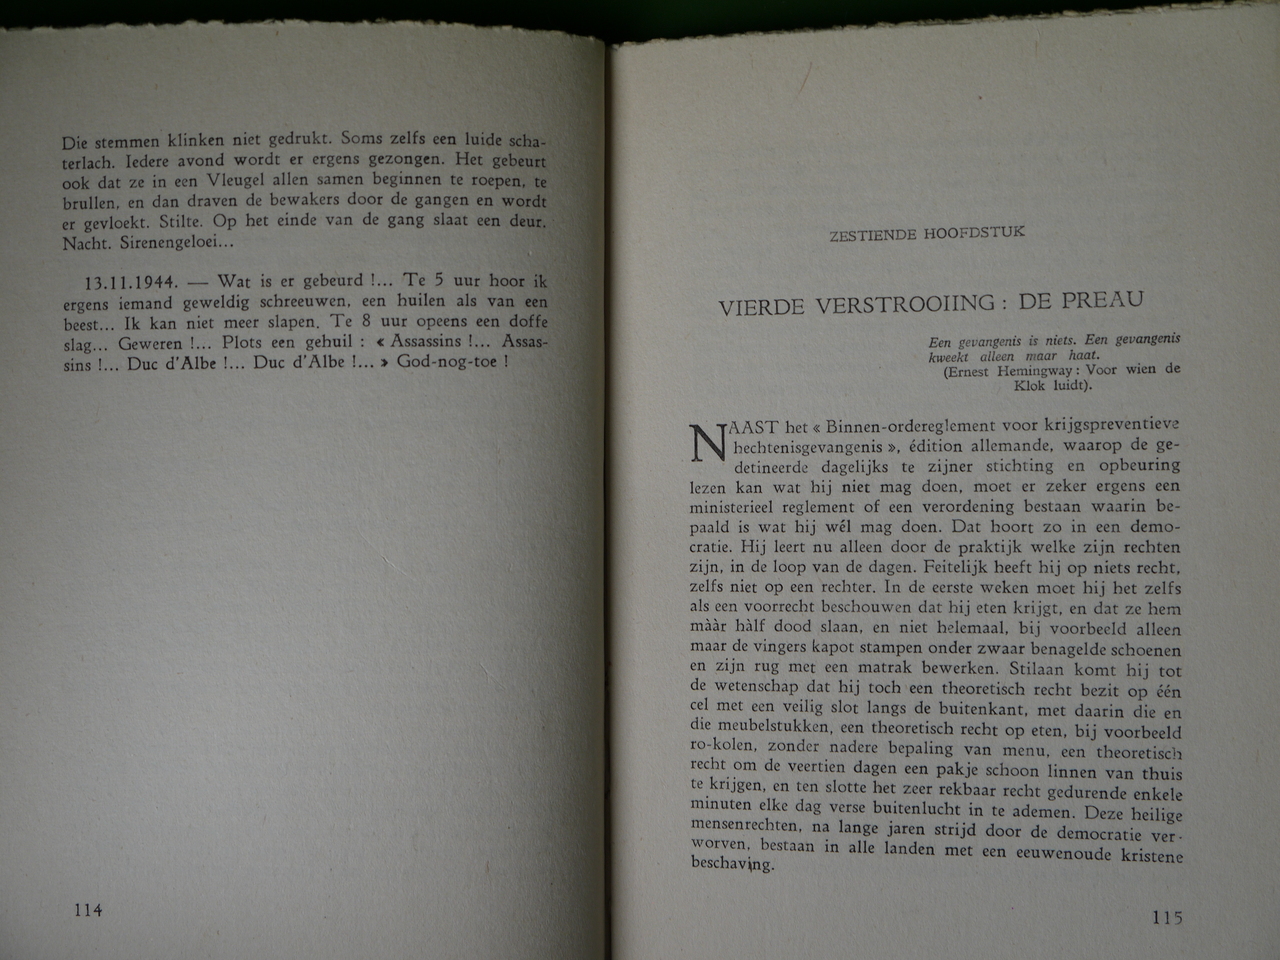 Die stemmen klinken niet gedrukt. Soms zelfs een luide scha-
terlach. Iedere avond wordt er ergens gezongen. Het gebeurt
ook dat ze in een Vleugel allen samen beginnen te roepen, te
brullen, en dan draven de bewakers door de gangen en wordt
er gevloekt. Stilte. Op het einde van de gang slaat een deur.
Nacht. Sirenengeloei...
13.11.1944. — Wat is er gebeurd !... Te 5 uur hoor ik
ergens iemand geweldig schreeuwen, een huilen als van een
beest... Ik kan niet meer slapen. Te 8 uur opeens een doffe
slag... Geweren !... Plots een gehuil : « Assassins !... Assas-
sins !... Duc d'Albe !... Duc d'Albe !... » God-nog-toe !
114
ZESTIENDE HOOFDSTUK
VIERDE VERSTROOIING : DE PREAU
Een gevangenis is niets. Een gevangenis
kweekt alleen maar haat.
(Ernest Hemingway : Voor wien de
Klok luidt).
NAAST het « Binnen-ordereglement voor krijgspreventieve
hechtenisgevangenis », édition allemande, waarop de ge-
detineerde dagelijks te zijner stichting en opbeuring
lezen kan wat hij niet mag doen, moet er zeker ergens een
ministerieel reglement of een verordening bestaan waarin be-
paald is wat hij wél mag doen. Dat hoort zo in een demo-
cratie. Hij leert nu alleen door de praktijk welke zijn rechten
zijn, in de loop van de dagen. Feitelijk heeft hij op niets recht,
zelfs niet op een rechter. In de eerste weken moet hij het zelfs
als een voorrecht beschouwen dat hij eten krijgt, en dat ze hem
mààr hàlf dood slaan, en niet helemaal, bij voorbeeld alleen
maar de vingers kapot stampen onder zwaar benagelde schoenen
en zijn rug met een matrak bewerken. Stilaan komt hij tot
de wetenschap dat hij toch een theoretisch recht bezit op één
cel met een veilig slot langs de buitenkant, met daarin die en
die meubelstukken, een theoretisch recht op eten, bij voorbeeld
ro-kolen, zonder nadere bepaling van menu, een theoretisch
recht om de veertien dagen een pakje schoon linnen van thuis
te krijgen, en ten slotte het zeer rekbaar recht gedurende enkele
minuten elke dag verse buitenlucht in te ademen. Deze heilige
mensenrechten, na lange jaren strijd door de democratie ver-
worven, bestaan in alle landen met een eeuwenoude kristene
beschaving.
115